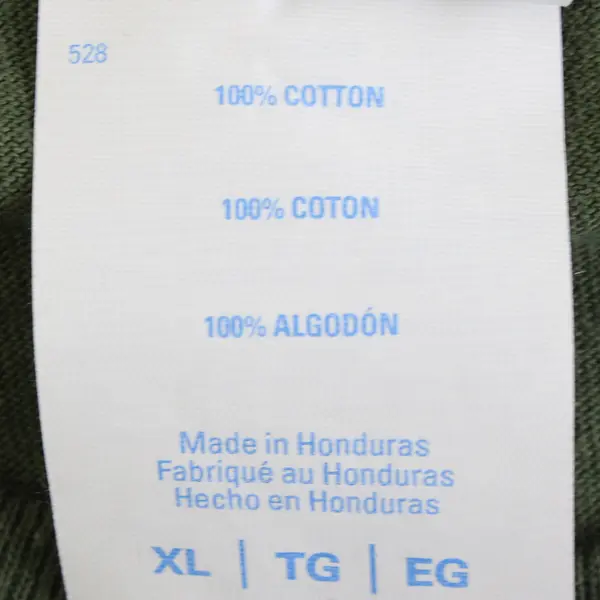 528
100% COTTON
100% COTON
100% ALGODÓN
Made in Honduras
Fabriqué au Honduras
Hecho en Honduras
XL | TG | EG